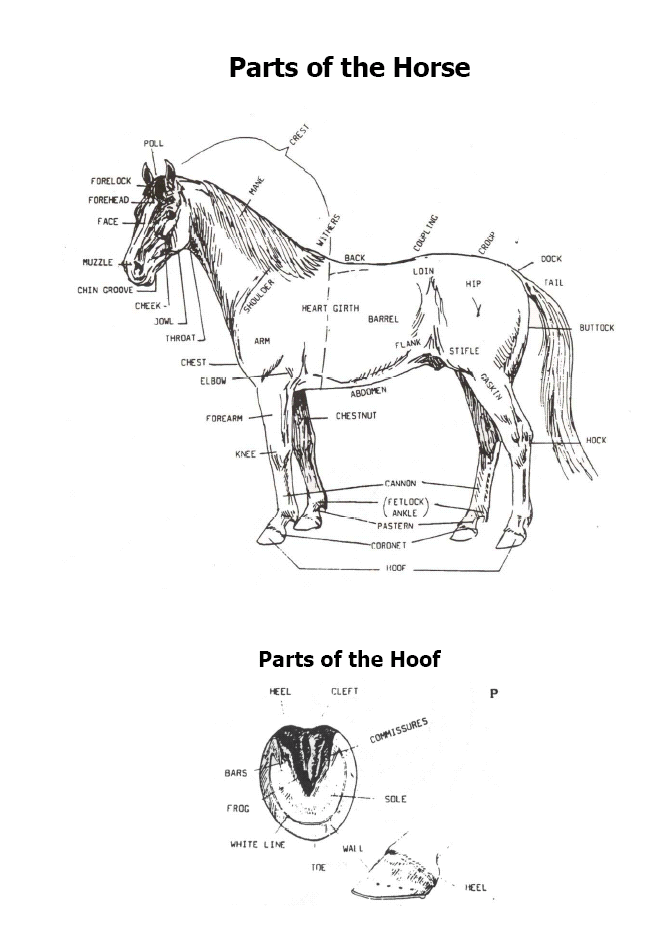 Parts of the Horse
POLL
CREST
FORELOCK
MANE
FOREHEAD
FACE
WITHERS
COUPLING
CROOP
BACK
DOCK
MUZZLE
LOIN
TAIL
HIP
CHIN GROOVE
SHOULDER
CHEEK
HEART GIRTH
JOWL
BARREL
BUTTOCK
THROAT
ARM
FLANK
STIFLE
CHEST
ELBOW
GASKIN
ABDOMEN
FOREARM
CHESTNUT
HOCK
KNEE
CANNON
(FETLOCK)
ANKLE
PASTERN
CORONET
HOOF
Parts of the Hoof
HEEL CLEFT
P
COMMISSURES
BARS
SOLE
FROG
WHITE LINE
WALL
TOE
HEEL